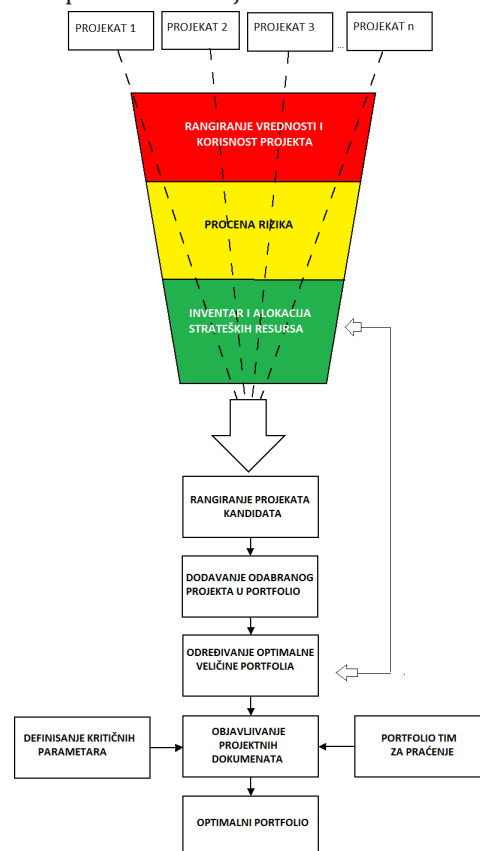 PROJEKAT 1
PROJEKAT 2
PROJEKAT 3
...
PROJEKAT n
RANGIRANJE VREDNOSTI I
KORISNOST PROJEKTA
PROCENA RIZIKA
INVENTAR I ALOKACIJA
STRATEŠKIH RESURSA
RANGIRANJE PROJEKATA
KANDIDATA
DODAVANJE ODABRANOG
PROJEKTA U PORTFOLIO
ODREĐIVANJE OPTIMALNE
VELIČINE PORTFOLIA
DEFINISANJE KRITIČNIH
PARAMETARA
OBJAVLJIVANJE
PROJEKTNIH
DOKUMENATA
PORTFOLIO TIM
ZA PRAĆENJE
OPTIMALNI PORTFOLIO